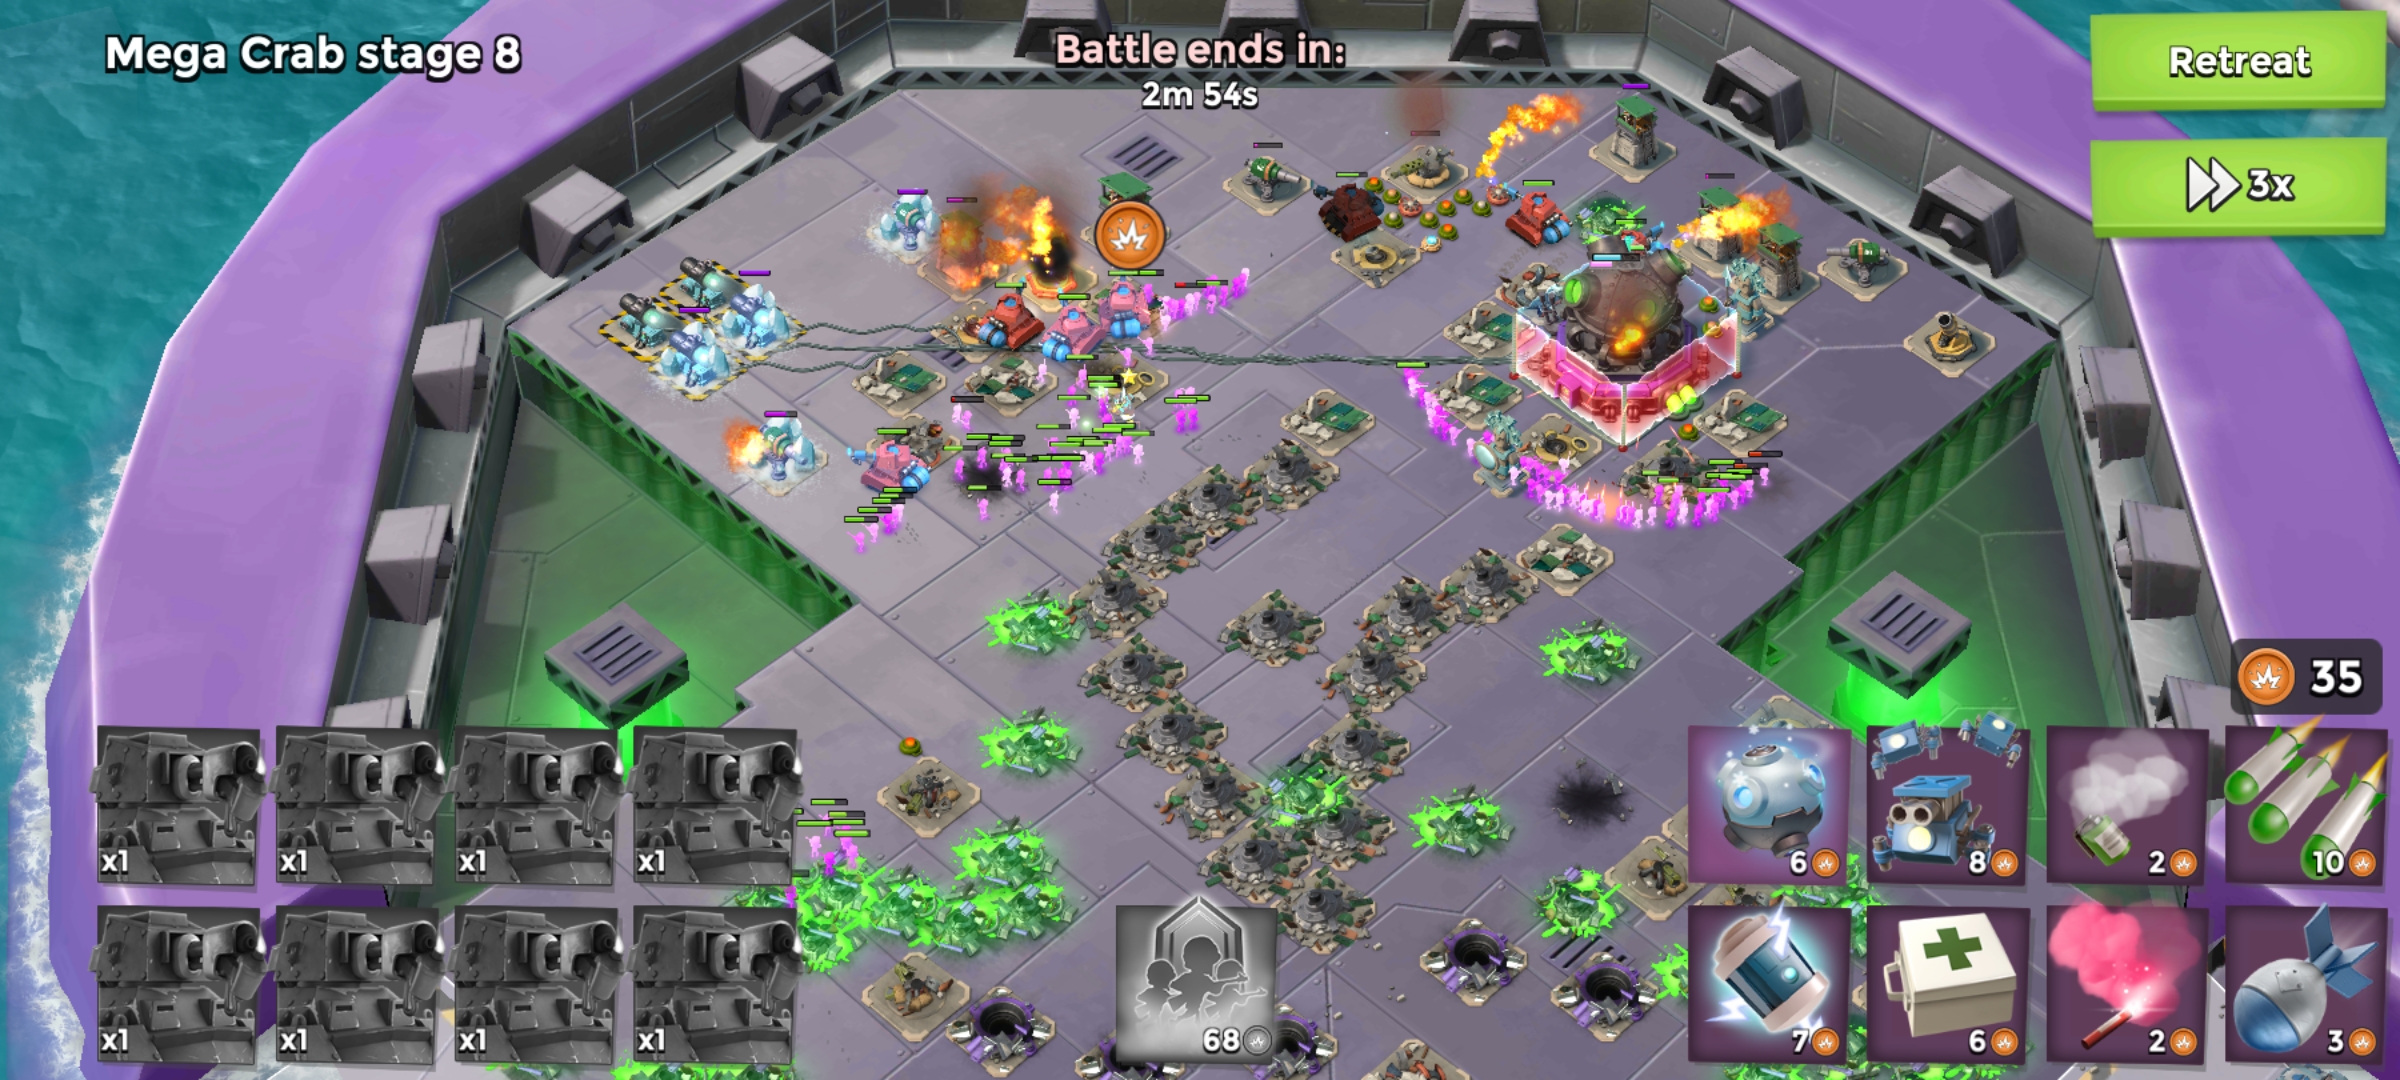 Mega Crab stage 8
Battle ends in:
2m 54s
Retreat
3x
35
x1
x1
x1
x1
6
8
2
10
x1
x1
x1
x1
68
7
6
2
3